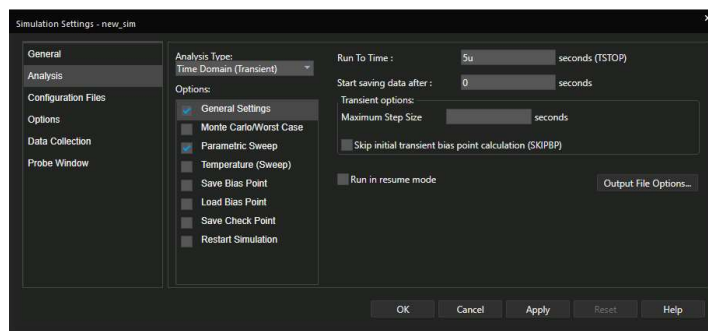 Simulation Settings - new_sim
General
Analysis
Configuration Files
Options
Data Collection
Probe Window
Analysis Type:
Time Domain (Transient)
Options:
General Settings
Monte Carlo/Worst Case
Parametric Sweep
Temperature (Sweep)
Save Bias Point
Load Bias Point
Save Check Point
Restart Simulation
Run To Time : 5u seconds (TSTOP)
Start saving data after : 0 seconds
Transient options:
Maximum Step Size seconds
Skip initial transient bias point calculation (SKIPBP)
Run in resume mode
Output File Options...
OK Cancel Apply Reset Help